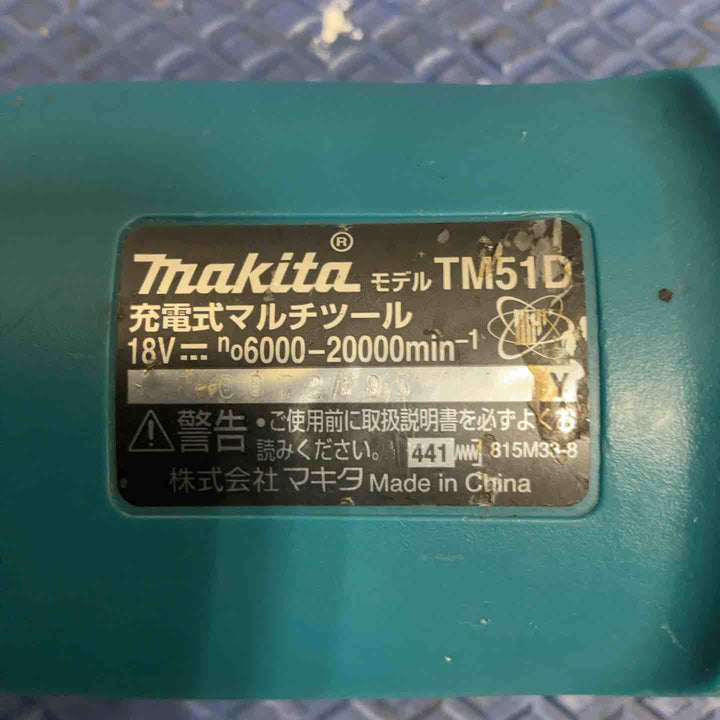 makita® モデル TM51D
充電式マルチツール
18V⎓ n₀6000-20000min⁻¹
Y
警告 • ご使用前に取扱説明書を必ずよくお
読みください。 441 815M33-8
株式会社 マキタ Made in China